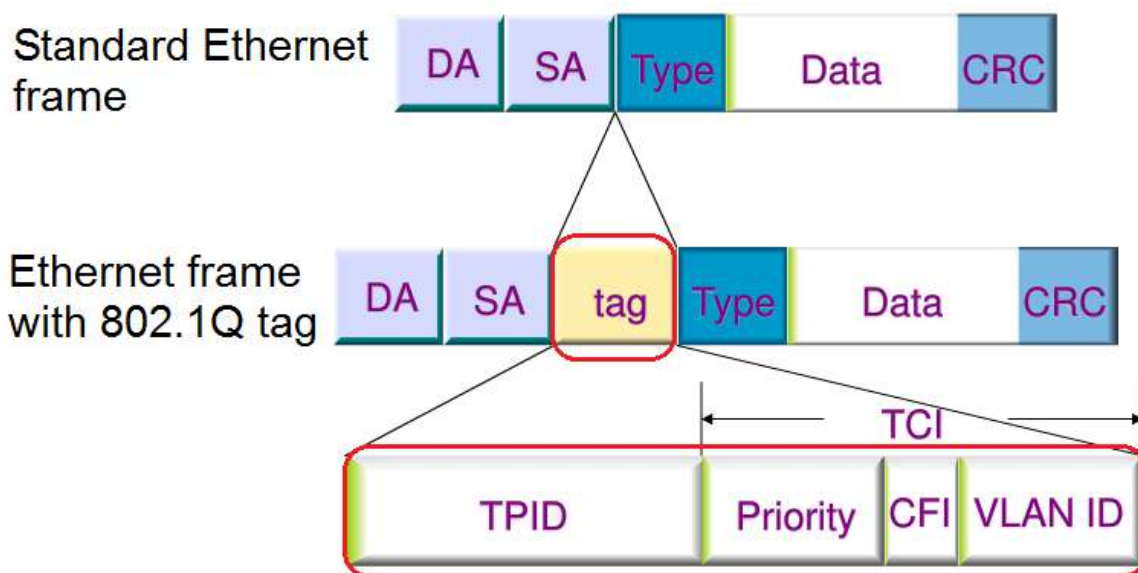 Standard Ethernet
frame
DA SA Type Data CRC
Ethernet frame
with 802.1Q tag
DA SA tag Type Data CRC
TCI
TPID Priority CFI VLAN ID